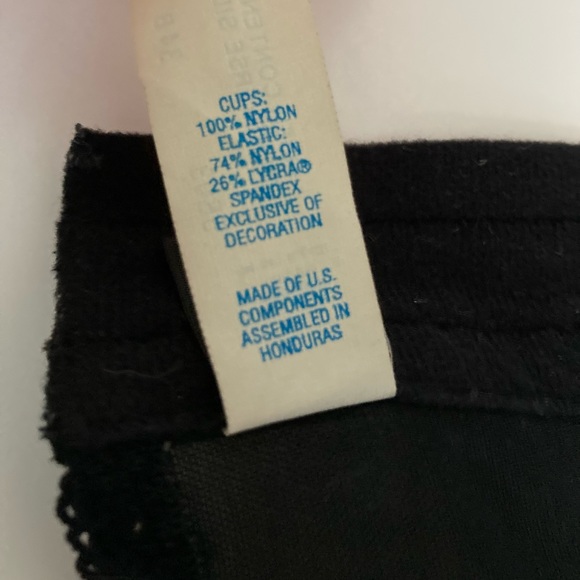 CUPS:
100% NYLON
ELASTIC:
74% NYLON
26% LYCRA®
SPANDEX
EXCLUSIVE OF
DECORATION
MADE OF U.S.
COMPONENTS
ASSEMBLED IN
HONDURAS